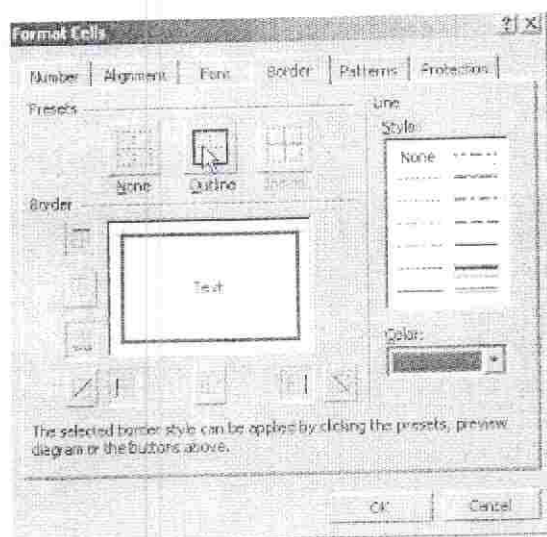 Format Cells
Number Alignment Font Border Patterns Protection
Presets
None Outline Inside
Line
Style:
None
Border
Text
Color:
The selected border style can be applied by clicking the presets, preview
diagram or the buttons above.
OK Cancel